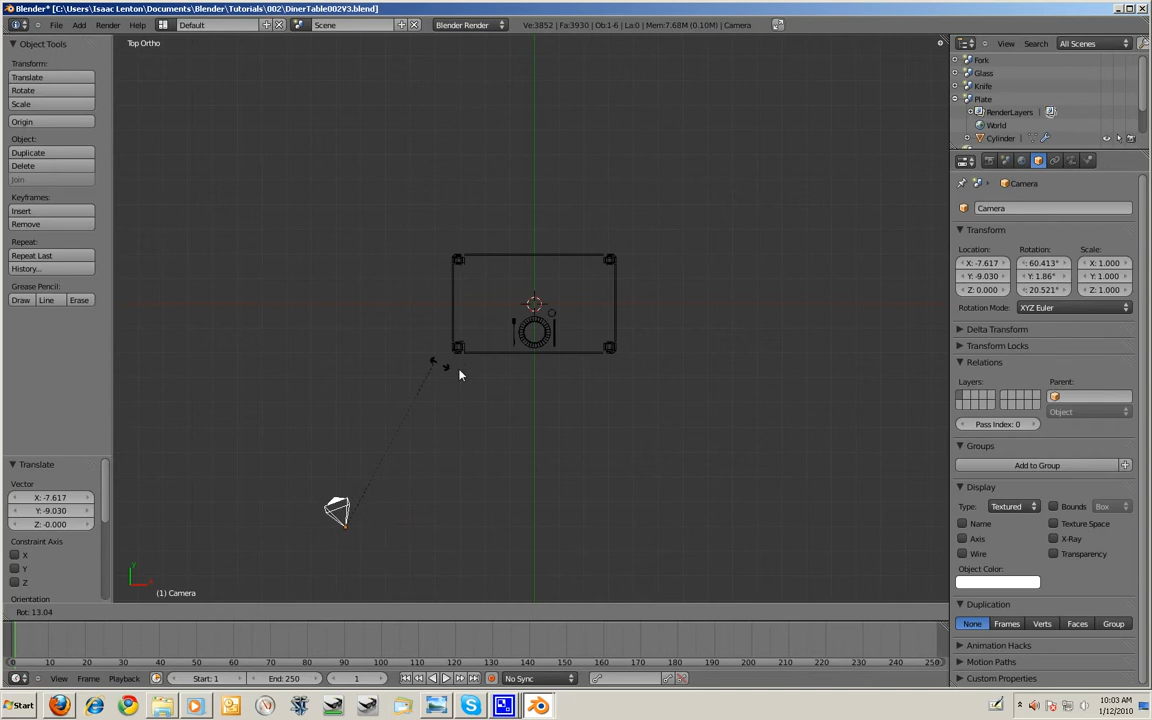 Blender* [C:\Users\Isaac Lenton\Documents\Blender\Tutorials\002\DinerTable002V3.blend]
File Add Render Help Default Scene Blender Render Ve:3852 | Fa:3930 | Ob:1-6 | La:0 | Mem:7.68M (0.10M) | Camera
Object Tools
Transform:
Translate
Rotate
Scale
Origin
Object:
Duplicate
Delete
Join
Keyframes:
Insert
Remove
Repeat:
Repeat Last
History...
Grease Pencil:
Draw Line Erase
Translate
Vector
X: -7.617
Y: -9.030
Z: -0.000
Constraint Axis
X
Y
Z
Orientation
Top Ortho
(1) Camera
Rot: 13.04
View Search All Scenes
Fork
Glass
Knife
Plate
RenderLayers |
World
Cylinder |
Camera
Camera
Transform
Location: Rotation: Scale:
X: -7.617 : 60.413° X: 1.000
Y: -9.030 Y: 1.86° Y: 1.000
Z: 0.000 : 20.521° Z: 1.000
Rotation Mode: XYZ Euler
Delta Transform
Transform Locks
Relations
Layers: Parent:
Object
Pass Index: 0
Groups
Add to Group
Display
Type: Textured Bounds Box
Name Texture Space
Axis X-Ray
Wire Transparency
Object Color:
Duplication
None Frames Verts Faces Group
Animation Hacks
Motion Paths
Custom Properties
0 10 20 30 40 50 60 70 80 90 100 110 120 130 140 150 160 170 180 190 200 210 220 230 240 250
View Frame Playback Start: 1 End: 250 1 No Sync
Start 10:03 AM
1/12/2010